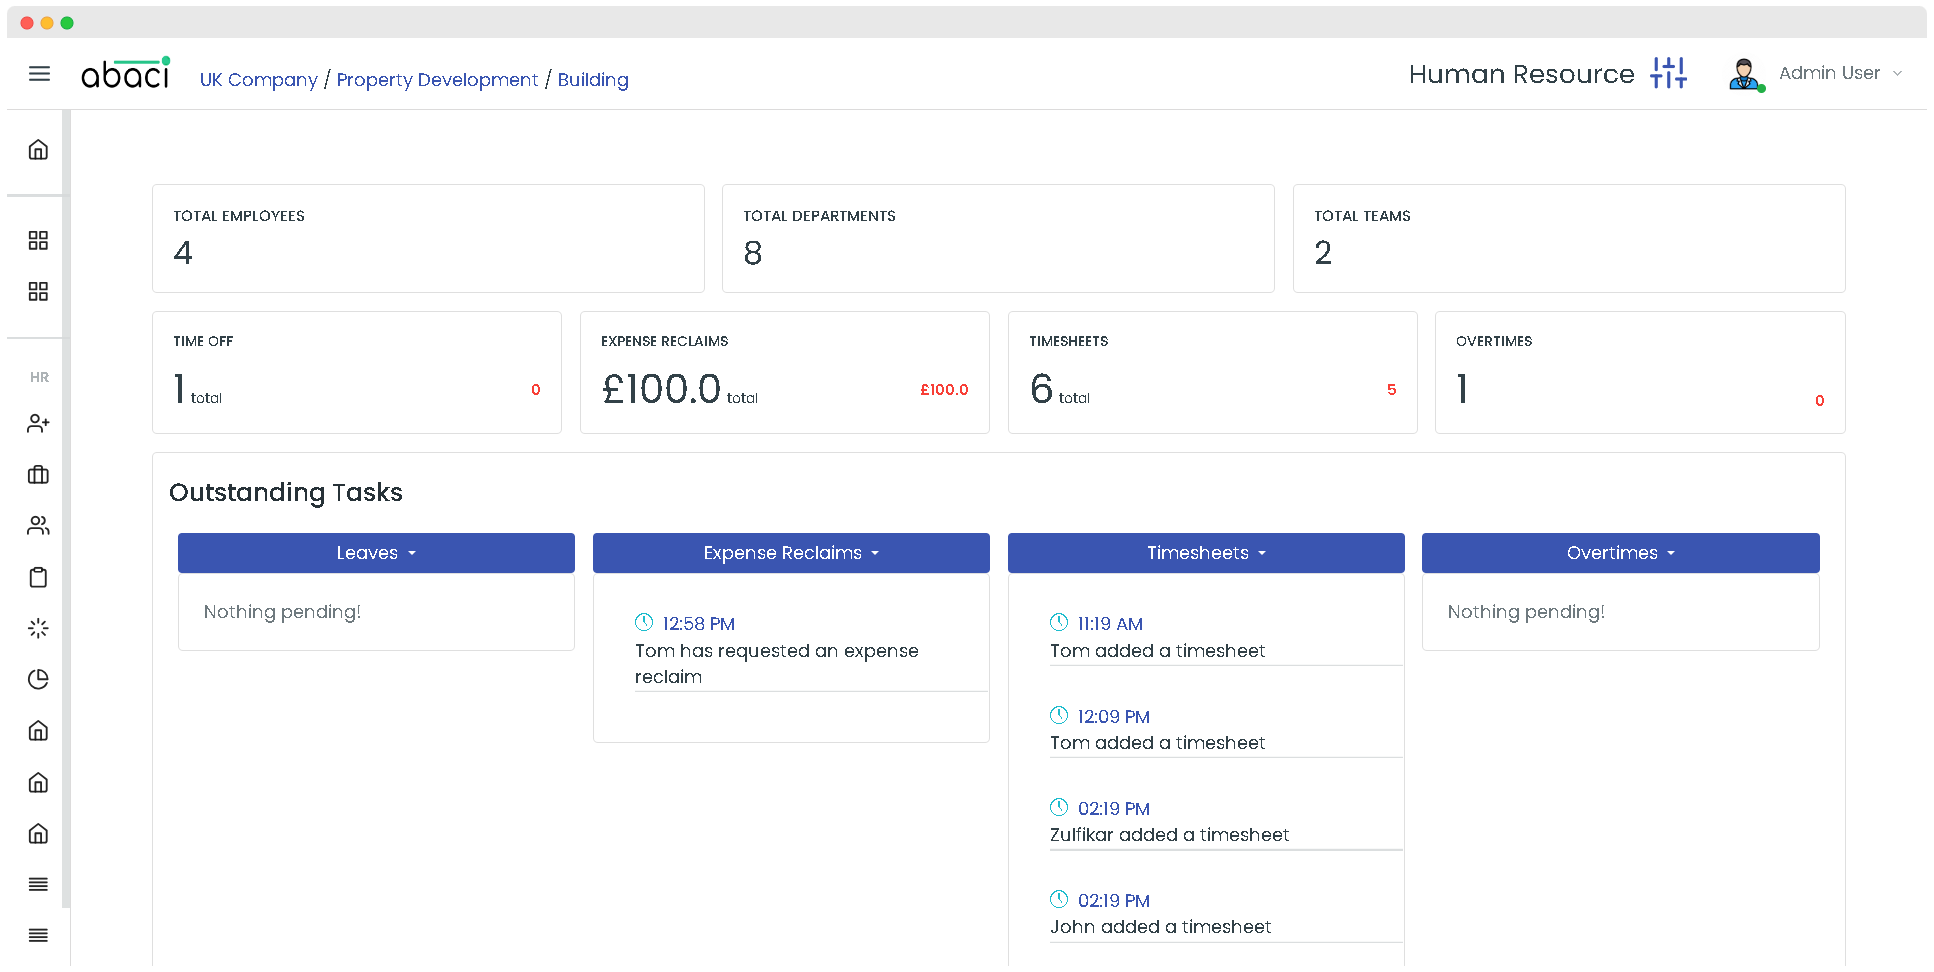 abaci
UK Company / Property Development / Building
Human Resource
Admin User
TOTAL EMPLOYEES
4
TOTAL DEPARTMENTS
8
TOTAL TEAMS
2
TIME OFF
1 total
0
EXPENSE RECLAIMS
£100.0 total
£100.0
TIMESHEETS
6 total
5
OVERTIMES
1
0
HR
Outstanding Tasks
Leaves
Nothing pending!
Expense Reclaims
12:58 PM
Tom has requested an expense
reclaim
Timesheets
11:19 AM
Tom added a timesheet
12:09 PM
Tom added a timesheet
02:19 PM
Zulfikar added a timesheet
02:19 PM
John added a timesheet
Overtimes
Nothing pending!